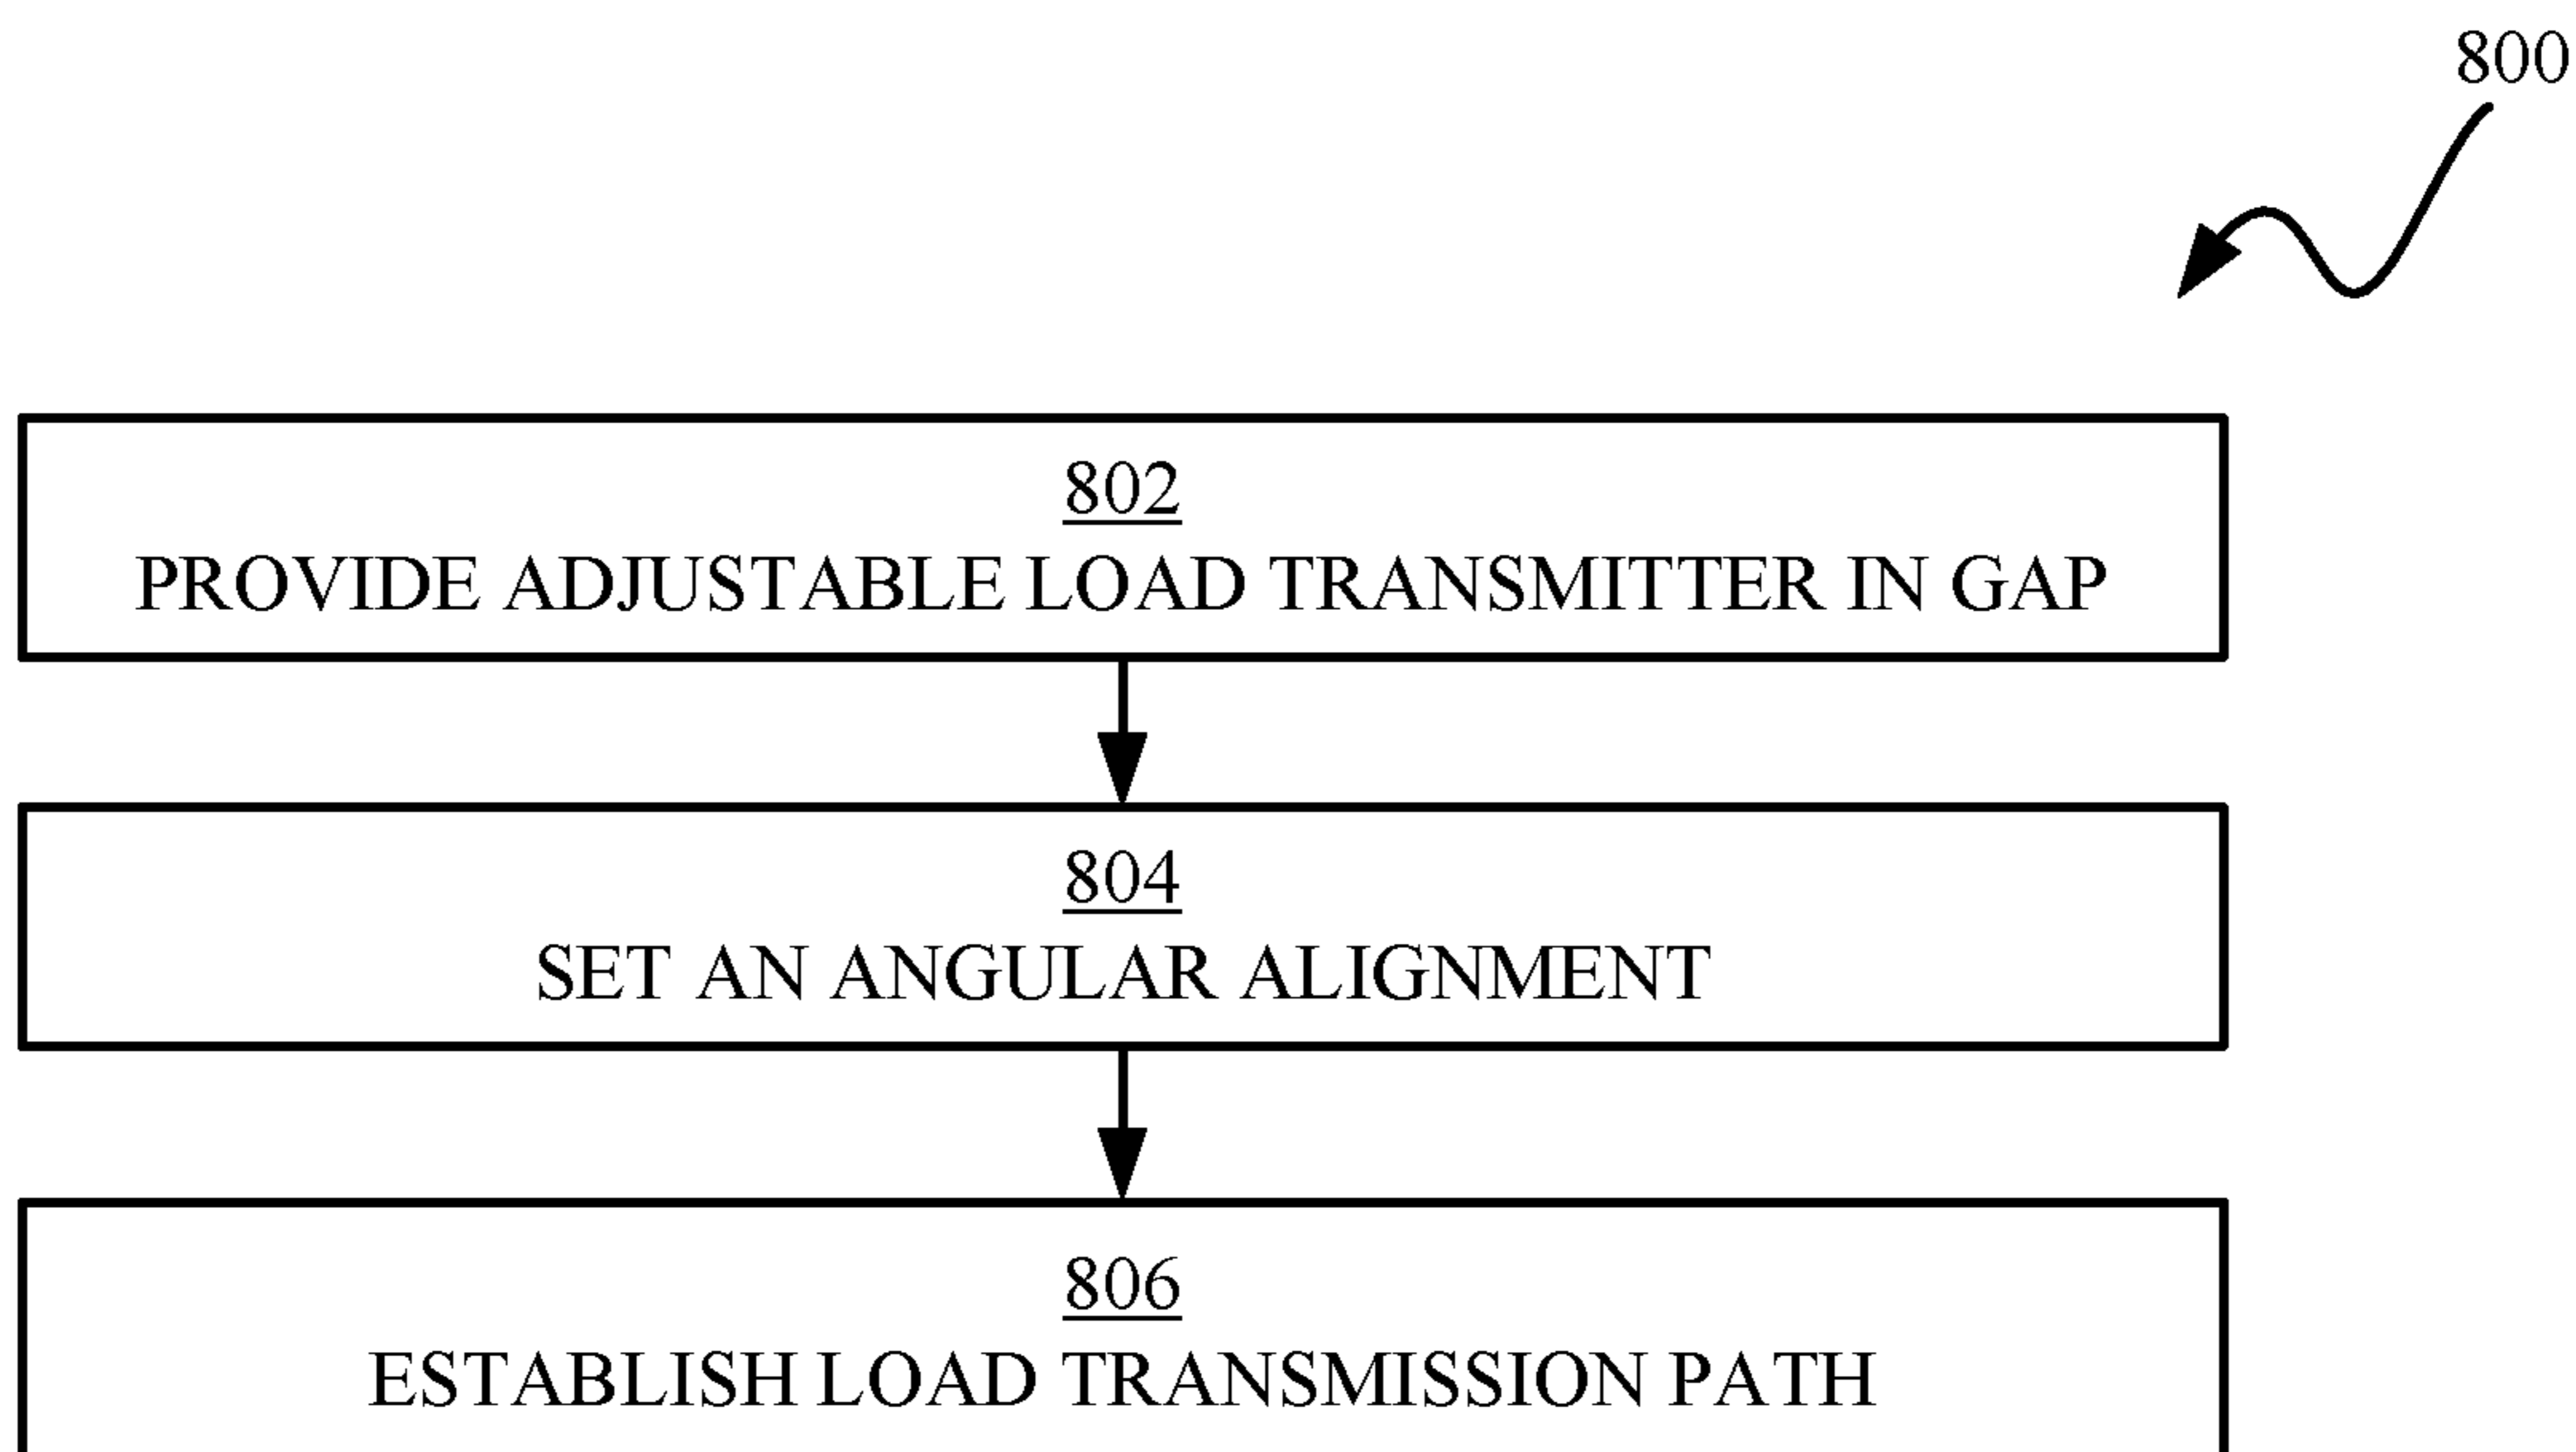 800
802
PROVIDE ADJUSTABLE LOAD TRANSMITTER IN GAP
804
SET AN ANGULAR ALIGNMENT
806
ESTABLISH LOAD TRANSMISSION PATH